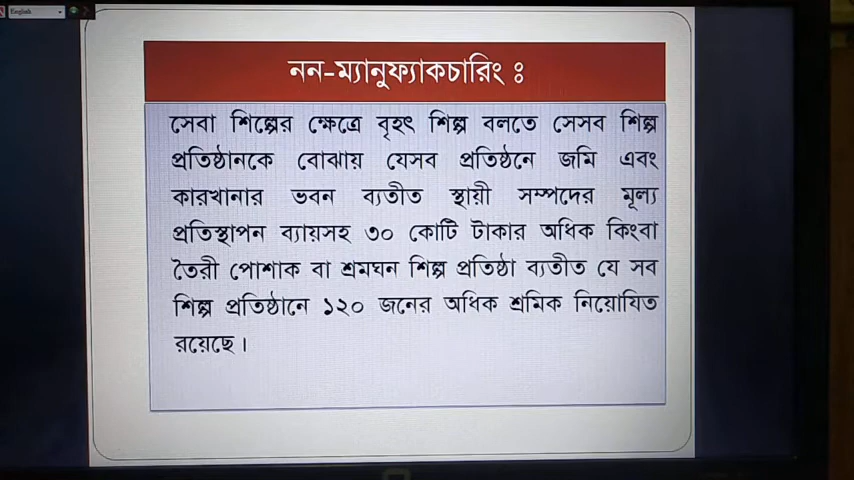 English
নন-ম্যানুফ্যাকচারিং ঃ
সেবা শিল্পের ক্ষেত্রে বৃহৎ শিল্প বলতে সেসব শিল্প
প্রতিষ্ঠানকে বোঝায় যেসব প্রতিষ্ঠনে জমি এবং
কারখানার ভবন ব্যতীত স্থায়ী সম্পদের মূল্য
প্রতিস্থাপন ব্যায়সহ ৩০ কোটি টাকার অধিক কিংবা
তৈরী পোশাক বা শ্রমঘন শিল্প প্রতিষ্ঠা ব্যতীত যে সব
শিল্প প্রতিষ্ঠানে ১২০ জনের অধিক শ্রমিক নিয়োযিত
রয়েছে।